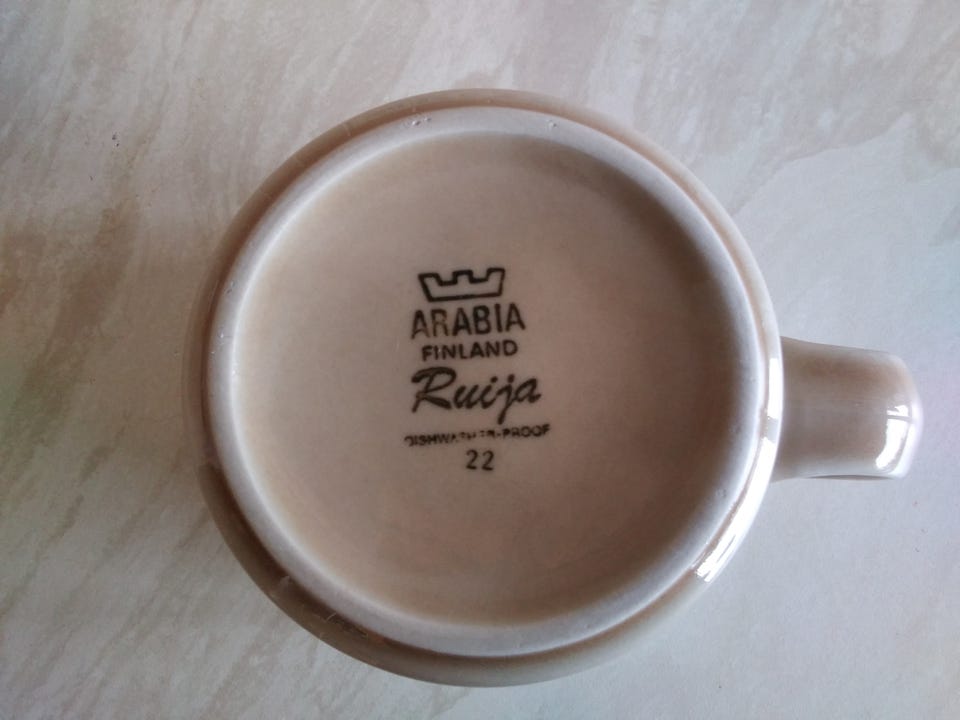 ARABIA
FINLAND
Ruija
DISHWASHER-PROOF
22